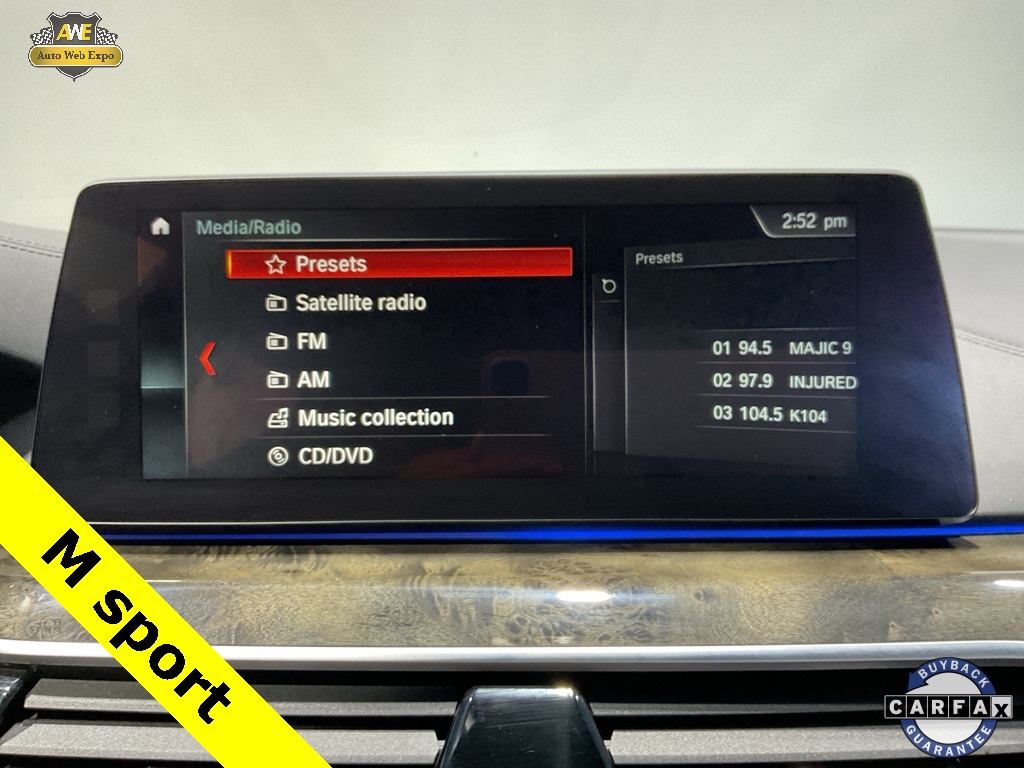 AWE
Auto Web Expo
Media/Radio
2:52 pm
Presets
Satellite radio
FM
AM
Music collection
CD/DVD
Presets
01 94.5 MAJIC 9
02 97.9 INJURED
03 104.5 K104
M sport
BUYBACK
CARFAX
GUARANTEE